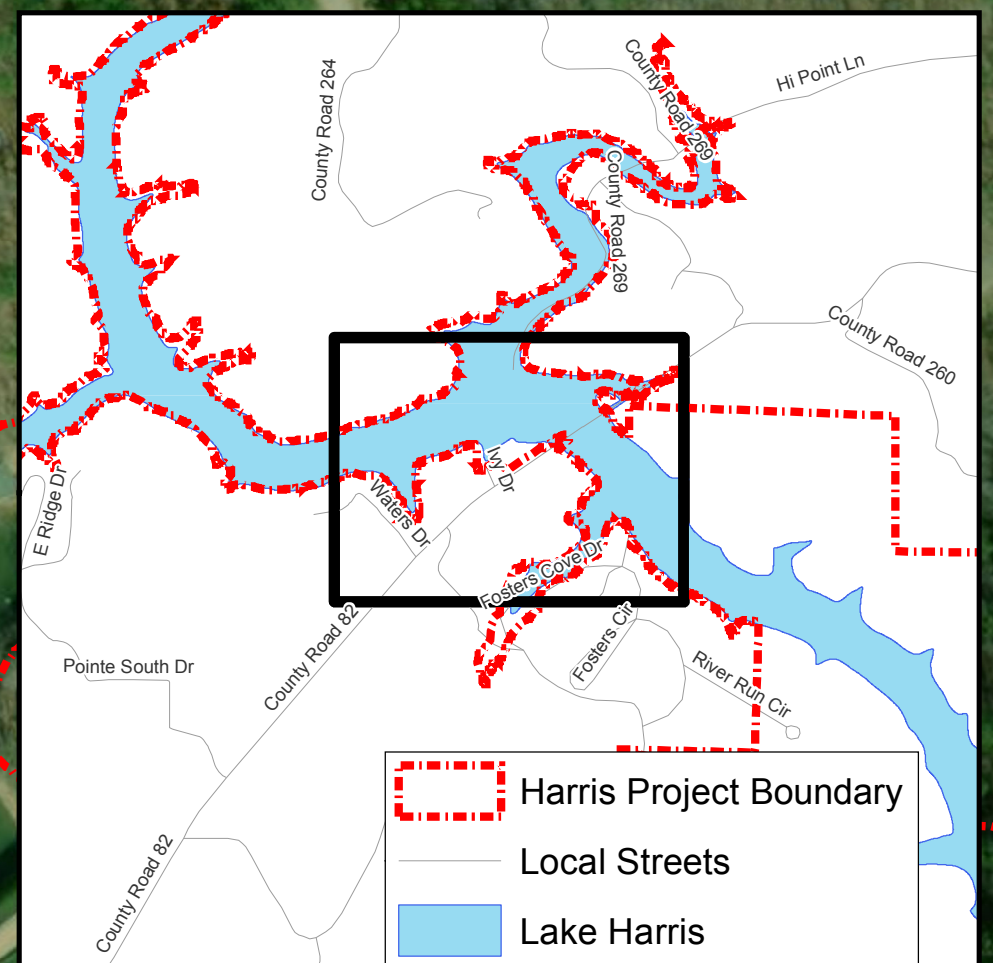 County Road 264
County Road 269
Hi Point Ln
County Road 269
County Road 260
E Ridge Dr
Ivy Dr
Waters Dr
Fosters Cove Dr
County Road 82
Fosters Cir
Pointe South Dr
River Run Cir
County Road 82
Harris Project Boundary
Local Streets
Lake Harris